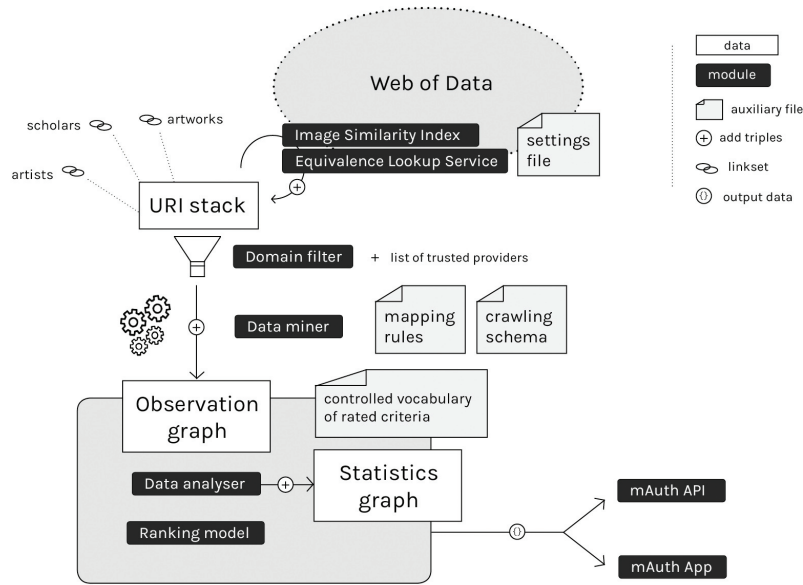 Web of Data
Image Similarity Index
Equivalence Lookup Service
settings
file
scholars
artworks
artists
URI stack
Domain filter
+ list of trusted providers
Data miner
mapping
rules
crawling
schema
Observation
graph
controlled vocabulary
of rated criteria
Data analyser
Statistics
graph
Ranking model
{}
mAuth API
mAuth App
data
module
auxiliary file
add triples
linkset
{} output data